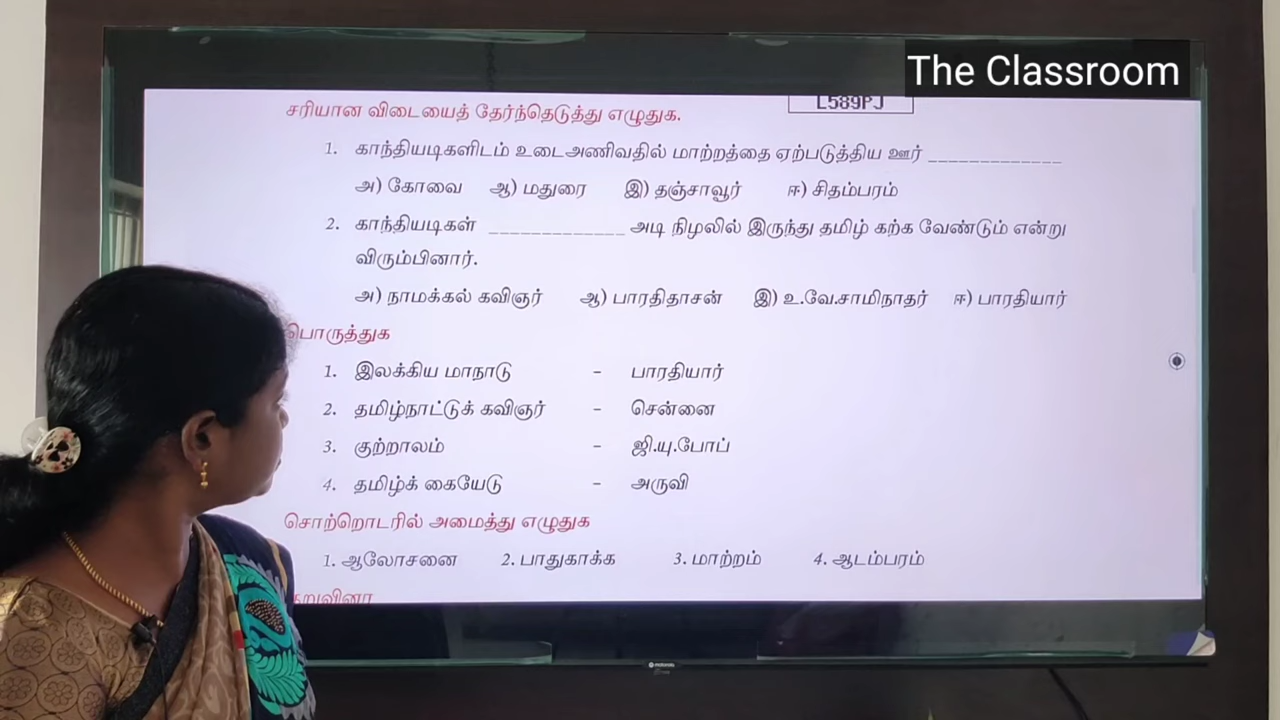 The Classroom
L589PJ
சரியான விடையைத் தேர்ந்தெடுத்து எழுதுக.
1. காந்தியடிகளிடம் உடைஅணிவதில் மாற்றத்தை ஏற்படுத்திய ஊர் _____________
அ) கோவை ஆ) மதுரை இ) தஞ்சாவூர் ஈ) சிதம்பரம்
2. காந்தியடிகள் _____________ அடி நிழலில் இருந்து தமிழ் கற்க வேண்டும் என்று
விரும்பினார்.
அ) நாமக்கல் கவிஞர் ஆ) பாரதிதாசன் இ) உ.வே.சாமிநாதர் ஈ) பாரதியார்
பொருத்துக
1. இலக்கிய மாநாடு - பாரதியார்
2. தமிழ்நாட்டுக் கவிஞர் - சென்னை
3. குற்றாலம் - ஜி.யு.போப்
4. தமிழ்க் கையேடு - அருவி
சொற்றொடரில் அமைத்து எழுதுக
1. ஆலோசனை 2. பாதுகாக்க 3. மாற்றம் 4. ஆடம்பரம்
motorola